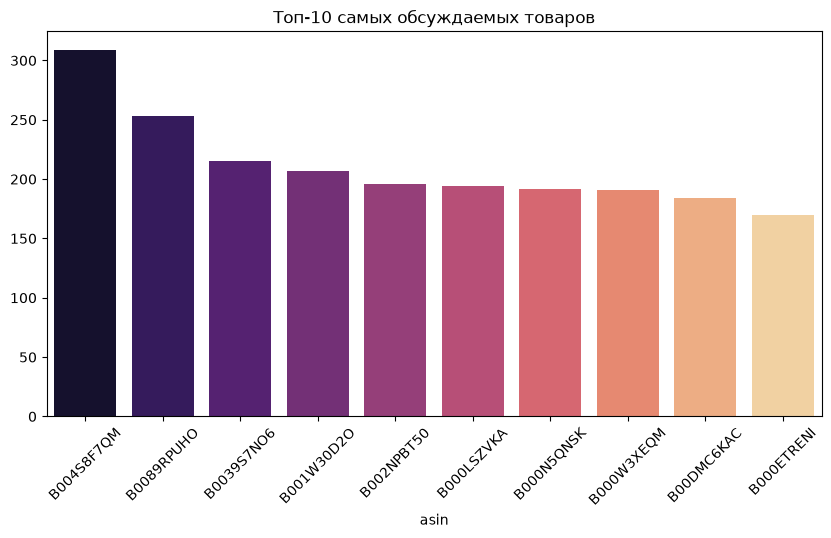 Топ-10 самых обсуждаемых товаров
300
250
200
150
100
50
0
B004S8F7QM
B0089RPUHO
B0039S7NO6
B001W30D2O
B002NPBT50
B000LSZVKA
B000N5QNSK
B000W3XEQM
B00DMC6KAC
B000ETRENI
asin